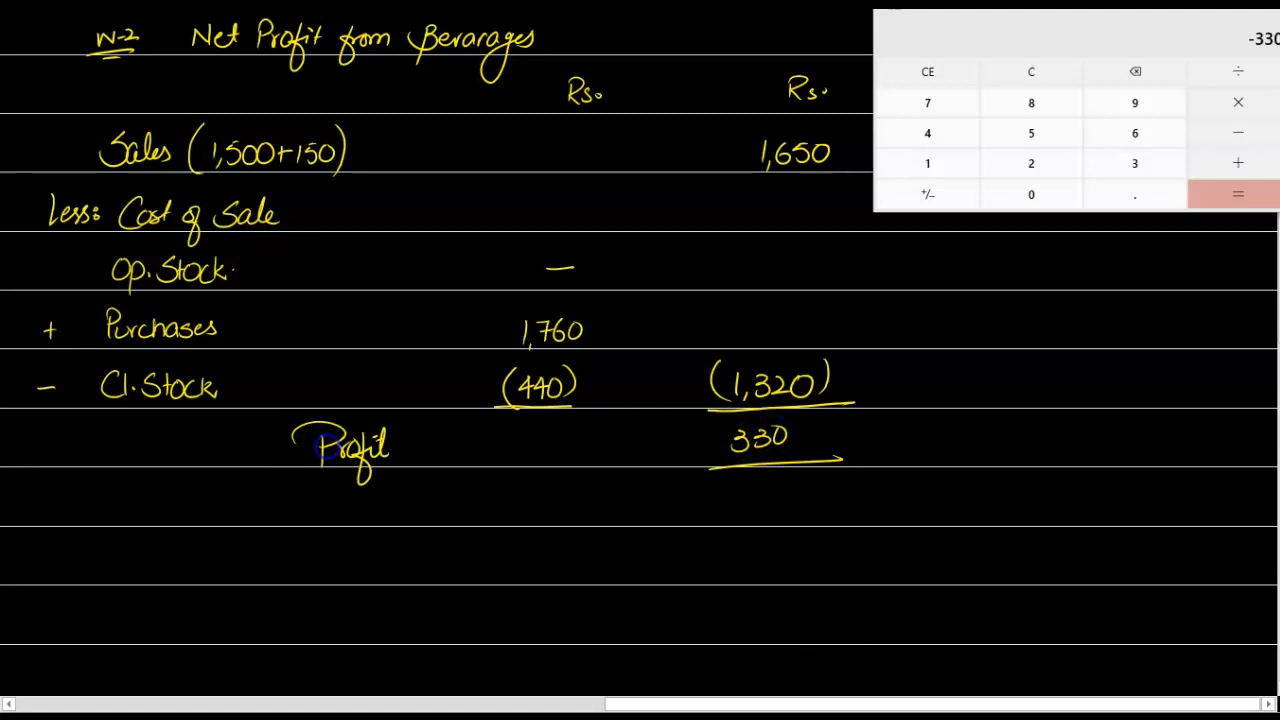 W-2 Net Profit from Bevarages
Rs. Rs.
Sales (1,500+150) 1,650
less: Cost of Sale
Op. Stock. —
+ Purchases 1,760
- Cl. Stock (440) (1,320)
Profit 330
-330
CE C ⌫ ÷
7 8 9 ×
4 5 6 −
1 2 3 +
+/− 0 . =